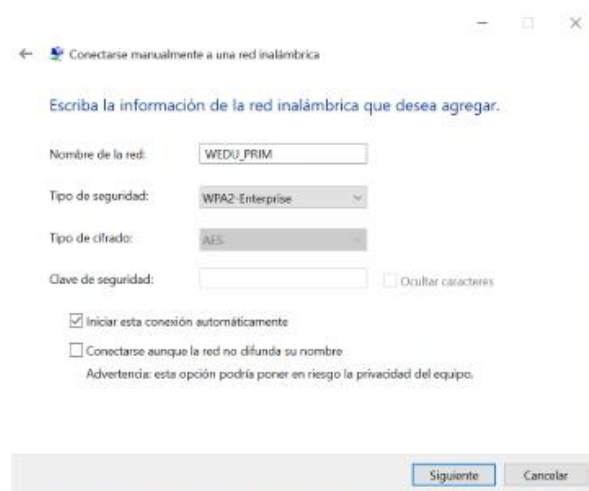 Conectarse manualmente a una red inalámbrica
Escriba la información de la red inalámbrica que desea agregar.
Nombre de la red: WEDU_PRIM
Tipo de seguridad: WPA2-Enterprise
Tipo de cifrado: AES
Clave de seguridad: Ocultar caracteres
Iniciar esta conexión automáticamente
Conectarse aunque la red no difunda su nombre
Advertencia: esta opción podría poner en riesgo la privacidad del equipo.
Siguiente Cancelar